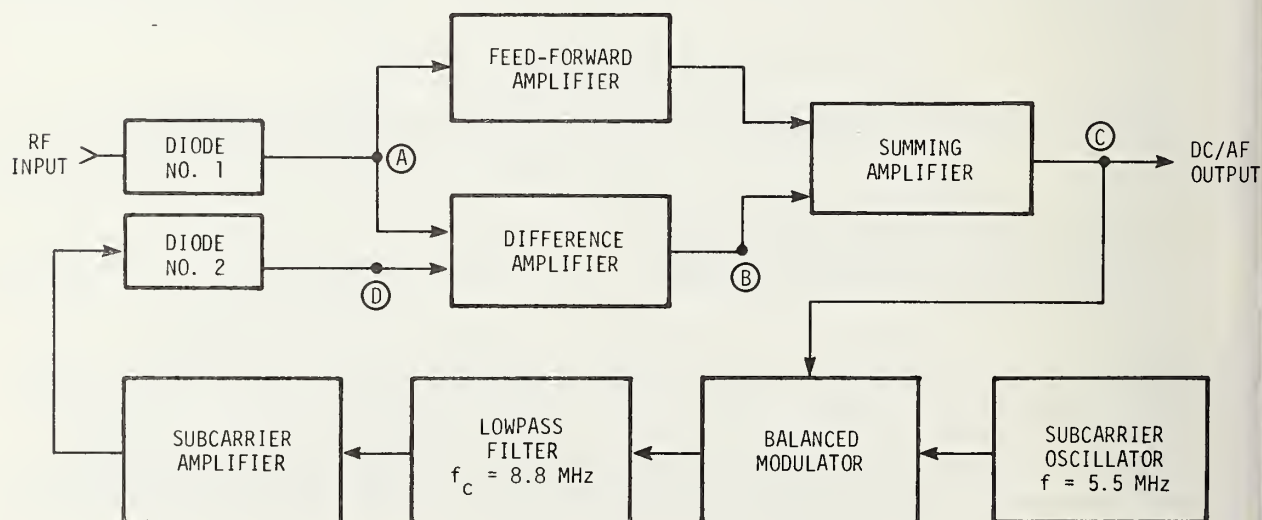 FEED-FORWARD
AMPLIFIER
RF
INPUT
DIODE
NO. 1
A
SUMMING
AMPLIFIER
C
DC/AF
OUTPUT
DIODE
NO. 2
D
DIFFERENCE
AMPLIFIER
B
SUBCARRIER
AMPLIFIER
LOWPASS
FILTER
f_c = 8.8 MHz
BALANCED
MODULATOR
SUBCARRIER
OSCILLATOR
f = 5.5 MHz